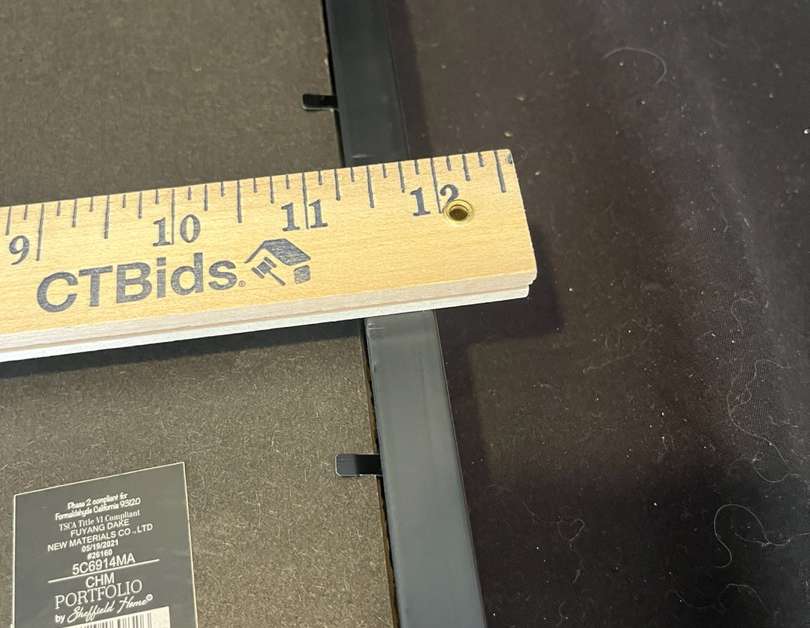 9 10 11 12
CTBids®
Phase 2 compliant for
Formaldehyde California 93120
TSCA Title VI Compliant
FUYANG DAKE
NEW MATERIALS CO.,LTD
05/19/2021
#26160
5C6914MA
CHM
PORTFOLIO
by Sheffield Home®